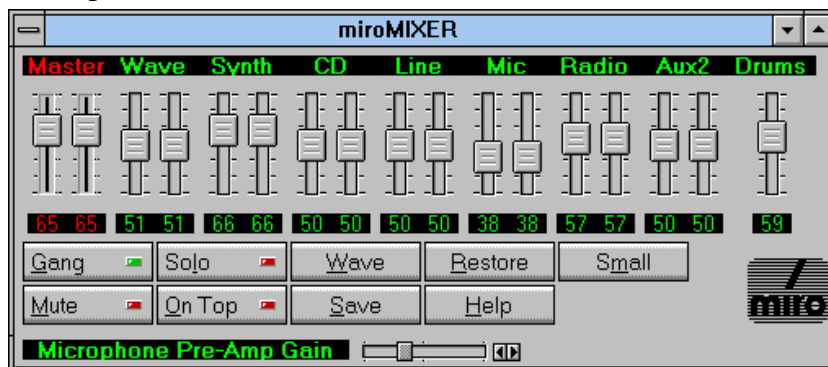 miroMIXER
Master Wave Synth CD Line Mic Radio Aux2 Drums
65 65 51 51 66 66 50 50 50 50 38 38 57 57 50 50 59
Gang Solo Wave Restore Small
Mute On Top Save Help
miro
Microphone Pre-Amp Gain